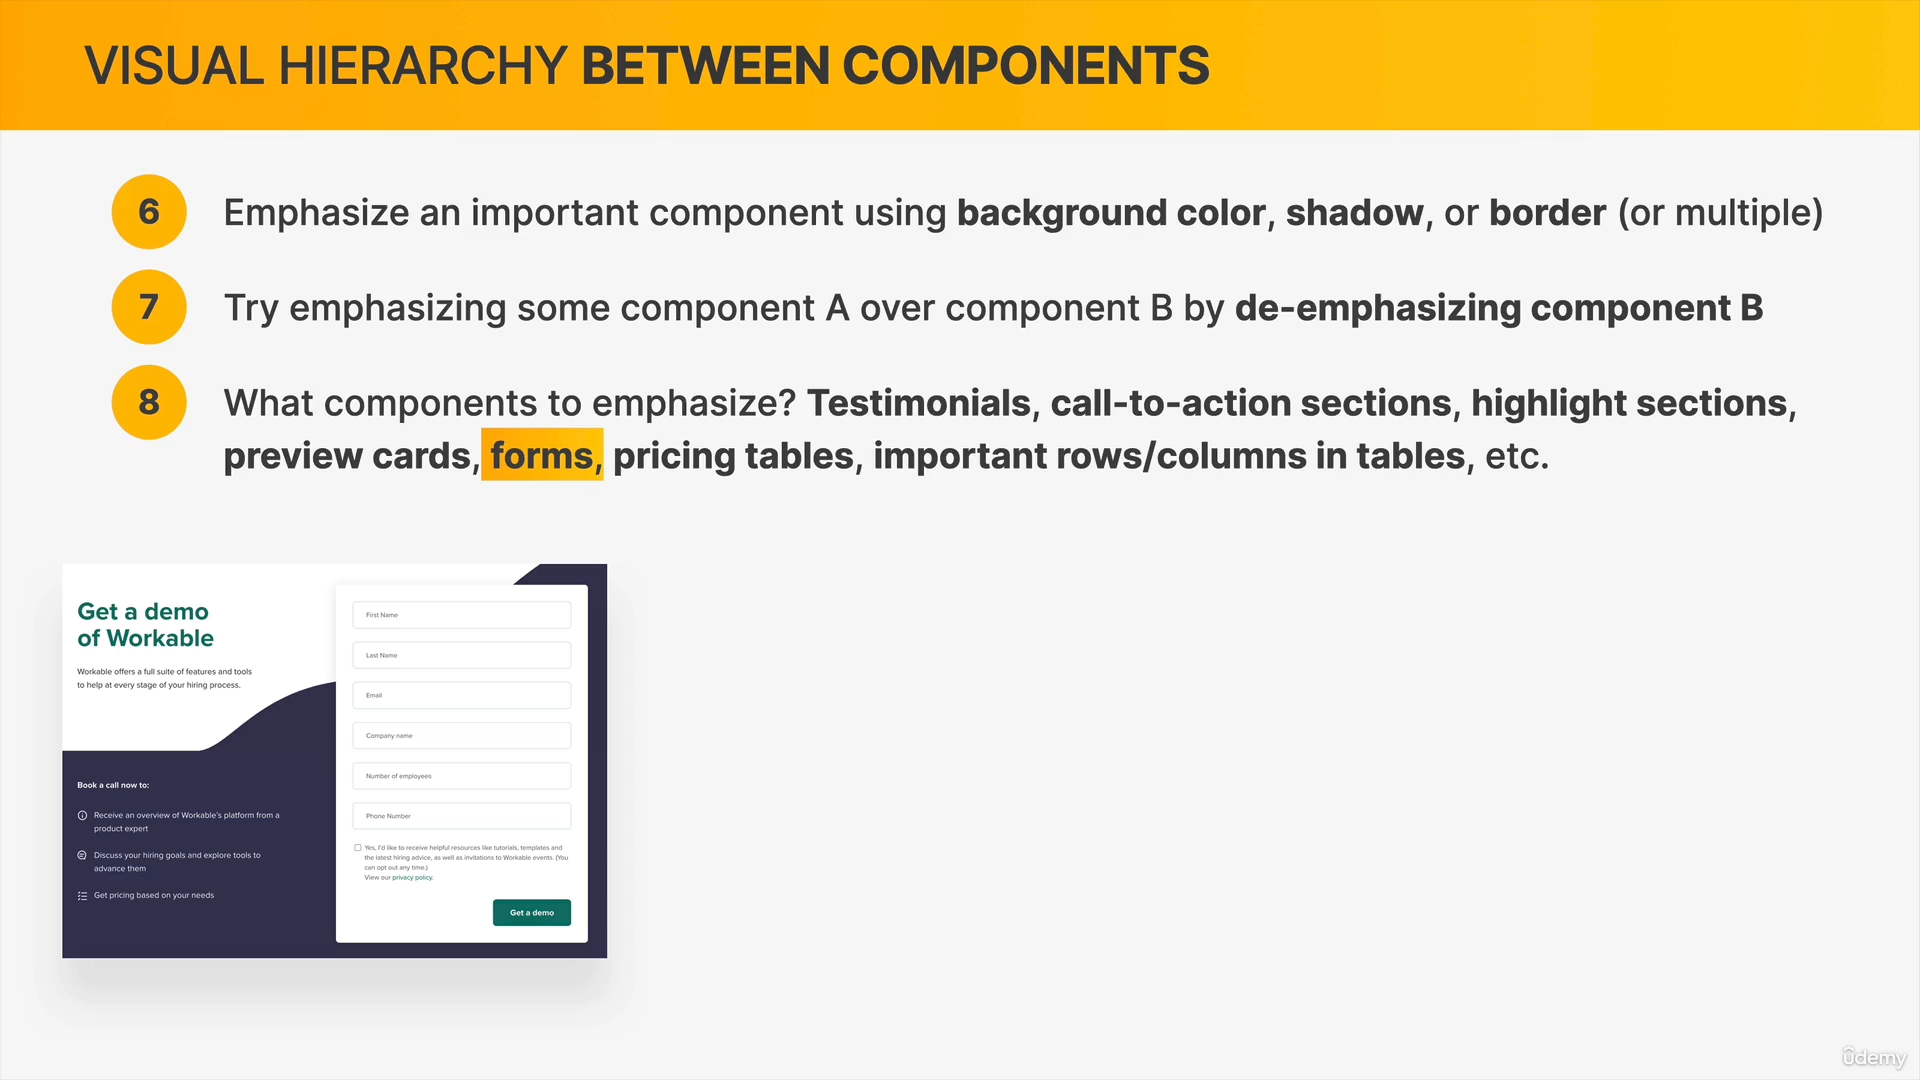 VISUAL HIERARCHY BETWEEN COMPONENTS
6
Emphasize an important component using background color, shadow, or border (or multiple)
7
Try emphasizing some component A over component B by de-emphasizing component B
8
What components to emphasize? Testimonials, call-to-action sections, highlight sections,
preview cards, forms, pricing tables, important rows/columns in tables, etc.
Get a demo
of Workable
Workable offers a full suite of features and tools
to help at every stage of your hiring process.
Book a call now to:
Receive an overview of Workable's platform from a
product expert
Discuss your hiring goals and explore tools to
advance them
Get pricing based on your needs
First Name
Last Name
Email
Company name
Number of employees
Phone Number
Yes, I'd like to receive helpful resources like tutorials, templates and
the latest hiring advice, as well as invitations to Workable events. (You
can opt out any time.)
View our privacy policy.
Get a demo
ûdemy